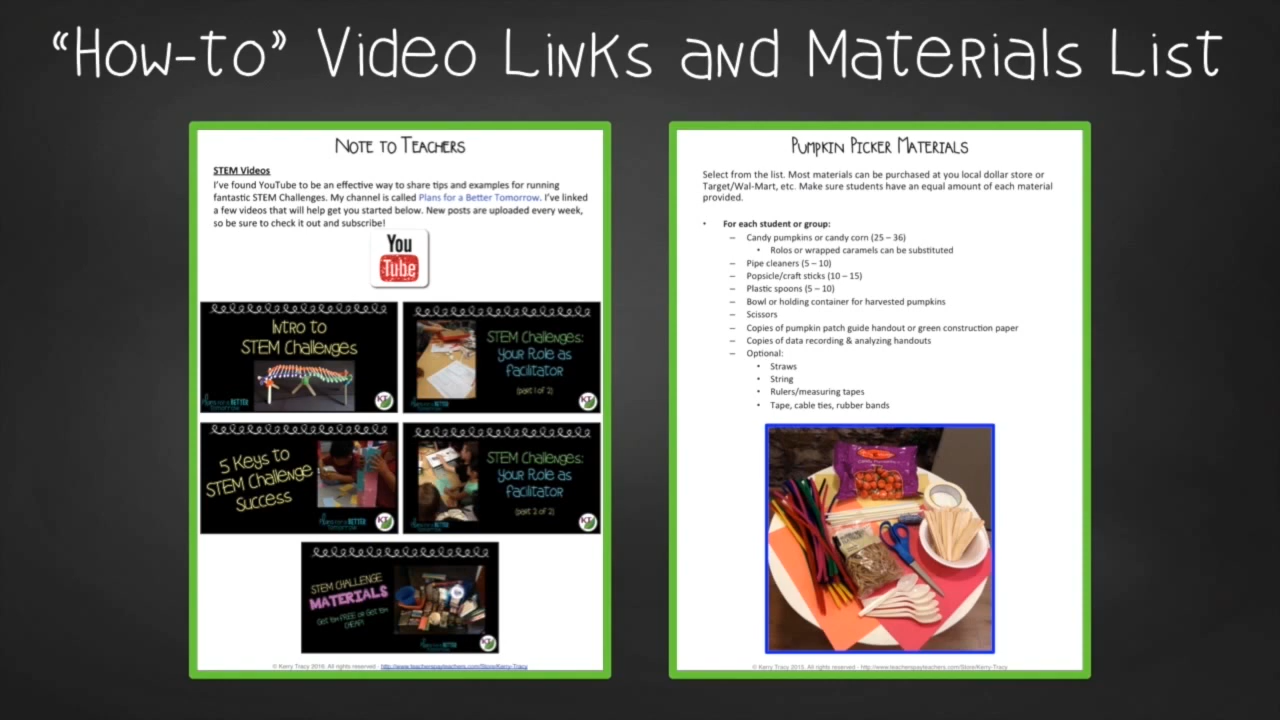 “How-to” Video Links and Materials List
Note to Teachers
STEM Videos
I’ve found YouTube to be an effective way to share tips and examples for running
fantastic STEM Challenges. My channel is called Plans for a Better Tomorrow. I’ve linked
a few videos that will help get you started below. New posts are uploaded every week,
so be sure to check it out and subscribe!
You
Tube
Intro to
STEM Challenges
KT
STEM Challenges:
Your Role as
Facilitator
(part 1 of 2)
KT
5 Keys to
STEM Challenge
Success
KT
STEM Challenges:
Your Role as
Facilitator
(part 2 of 2)
KT
STEM Challenge
Materials
Get 'em FREE or Get 'em
CHEAP!
KT
© Kerry Tracy 2016. All rights reserved - http://www.teacherspayteachers.com/Store/Kerry-Tracy
Pumpkin Picker Materials
Select from the list. Most materials can be purchased at you local dollar store or
Target/Wal-Mart, etc. Make sure students have an equal amount of each material
provided.
• For each student or group:
– Candy pumpkins or candy corn (25 – 36)
• Rolos or wrapped caramels can be substituted
– Pipe cleaners (5 – 10)
– Popsicle/craft sticks (10 – 15)
– Plastic spoons (5 – 10)
– Bowl or holding container for harvested pumpkins
– Scissors
– Copies of pumpkin patch guide handout or green construction paper
– Copies of data recording & analyzing handouts
– Optional:
• Straws
• String
• Rulers/measuring tapes
• Tape, cable ties, rubber bands
© Kerry Tracy 2015. All rights reserved - http://www.teacherspayteachers.com/Store/Kerry-Tracy